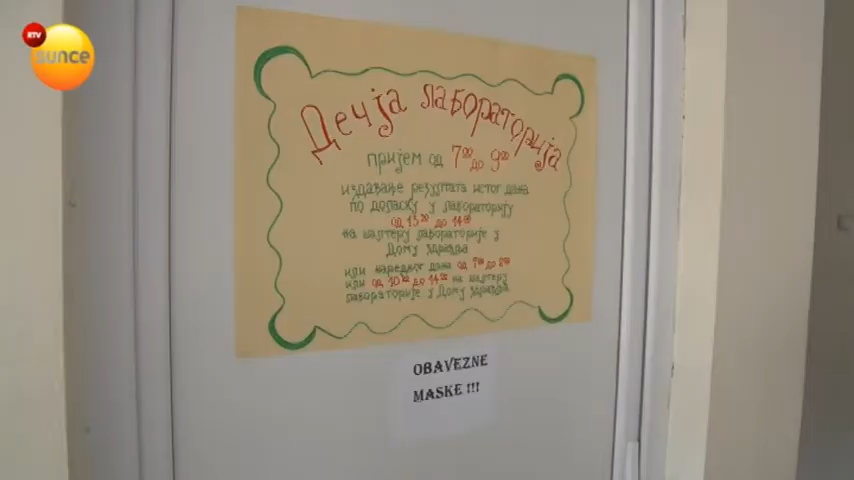 RTV
sunce
Дечја лабораторија
пријем од 7⁰⁰ до 9⁰⁰
издавање резултата истог дана
по доласку у лабораторију
од 13³⁰ до 14⁰⁰
на шалтеру лабораторије у
Дому здравља
или наредног дана од 7⁰⁰ до 8⁰⁰
или од 10⁰⁰ до 14⁰⁰ на шалтеру
лабораторије у Дому здравља
OBAVEZNE
MASKE !!!